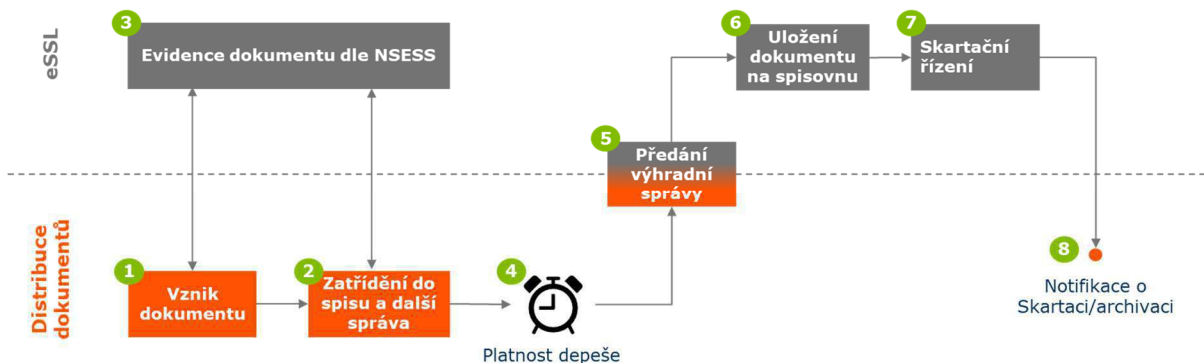 eSSL
3
Evidence dokumentu dle NSESS
6
Uložení
dokumentu
na spisovnu
7
Skartační
řízení
5
Předání
výhradní
správy
Distribuce
dokumentů
1
Vznik
dokumentu
2
Zatřídění do
spisu a další
správa
4
Platnost depeše
8
Notifikace o
Skartaci/archivaci